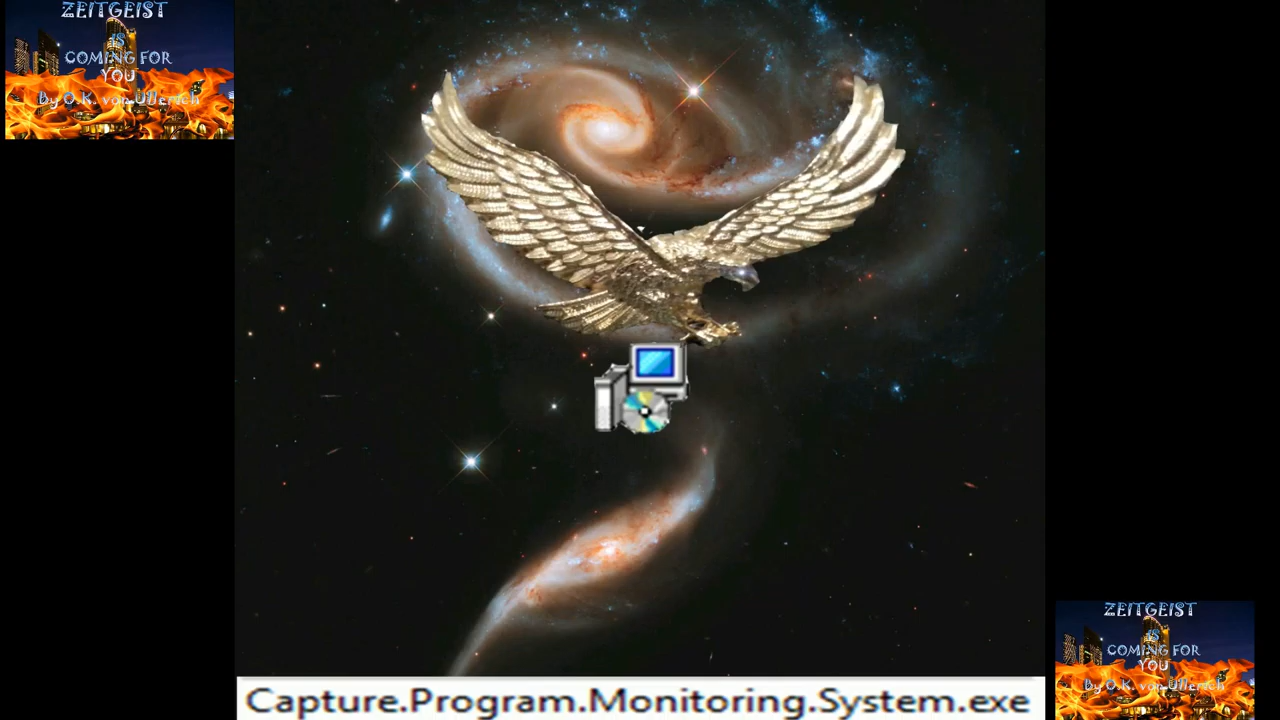 ZEITGEIST
IS
COMING FOR
YOU
By O.K. von Ullerich
Capture.Program.Monitoring.System.exe
ZEITGEIST
IS
COMING FOR
YOU
By O.K. von Ullerich